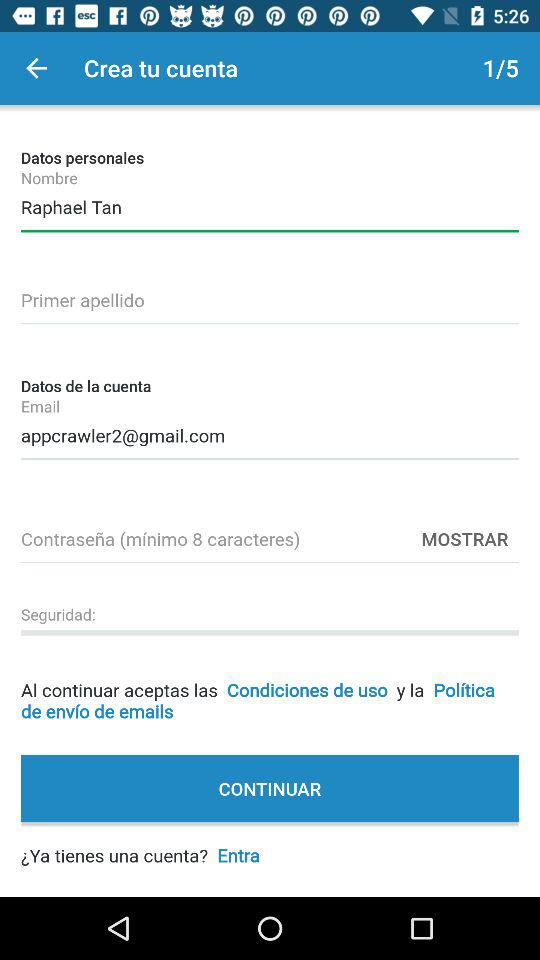 esc 5:26
Crea tu cuenta 1/5
Datos personales
Nombre
Raphael Tan
Primer apellido
Datos de la cuenta
Email
appcrawler2@gmail.com
Contraseña (mínimo 8 caracteres) MOSTRAR
Seguridad:
Al continuar aceptas las Condiciones de uso y la Política
de envío de emails
CONTINUAR
¿Ya tienes una cuenta? Entra